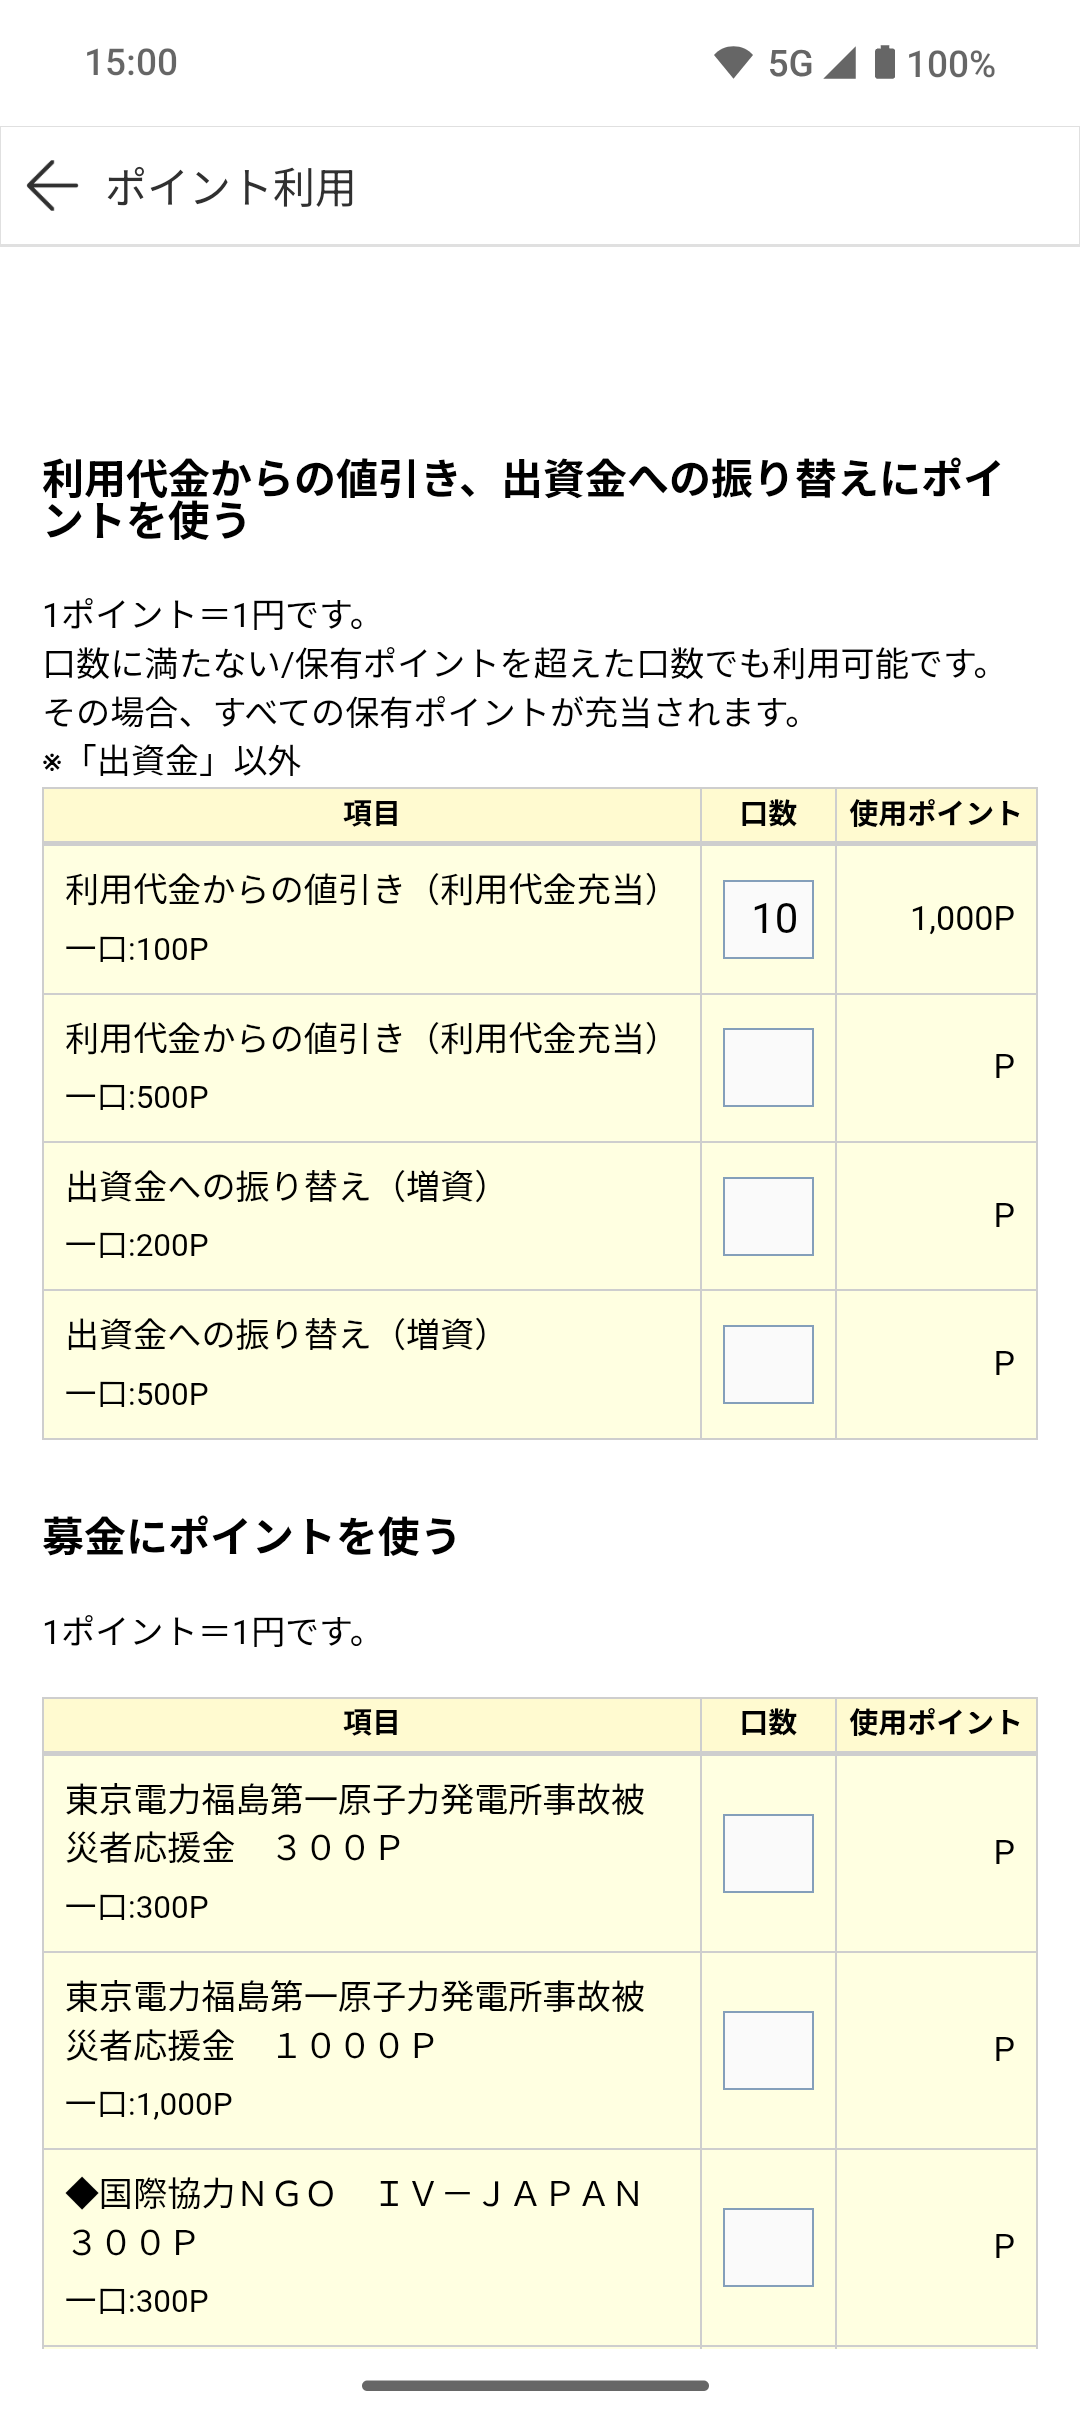 15:00
5G
100%
ポイント利用
利用代金からの値引き、出資金への振り替えにポイ
ントを使う
1ポイント＝1円です。
口数に満たない/保有ポイントを超えた口数でも利用可能です。
その場合、すべての保有ポイントが充当されます。
※「出資金」以外
項目 口数 使用ポイント
利用代金からの値引き（利用代金充当）
一口:100P
10
1,000P
利用代金からの値引き（利用代金充当）
一口:500P
P
出資金への振り替え（増資）
一口:200P
P
出資金への振り替え（増資）
一口:500P
P
募金にポイントを使う
1ポイント＝1円です。
項目 口数 使用ポイント
東京電力福島第一原子力発電所事故被
災者応援金　３００Ｐ
一口:300P
P
東京電力福島第一原子力発電所事故被
災者応援金　１０００Ｐ
一口:1,000P
P
◆国際協力ＮＧＯ　ＩＶ－ＪＡＰＡＮ
３００Ｐ
一口:300P
P